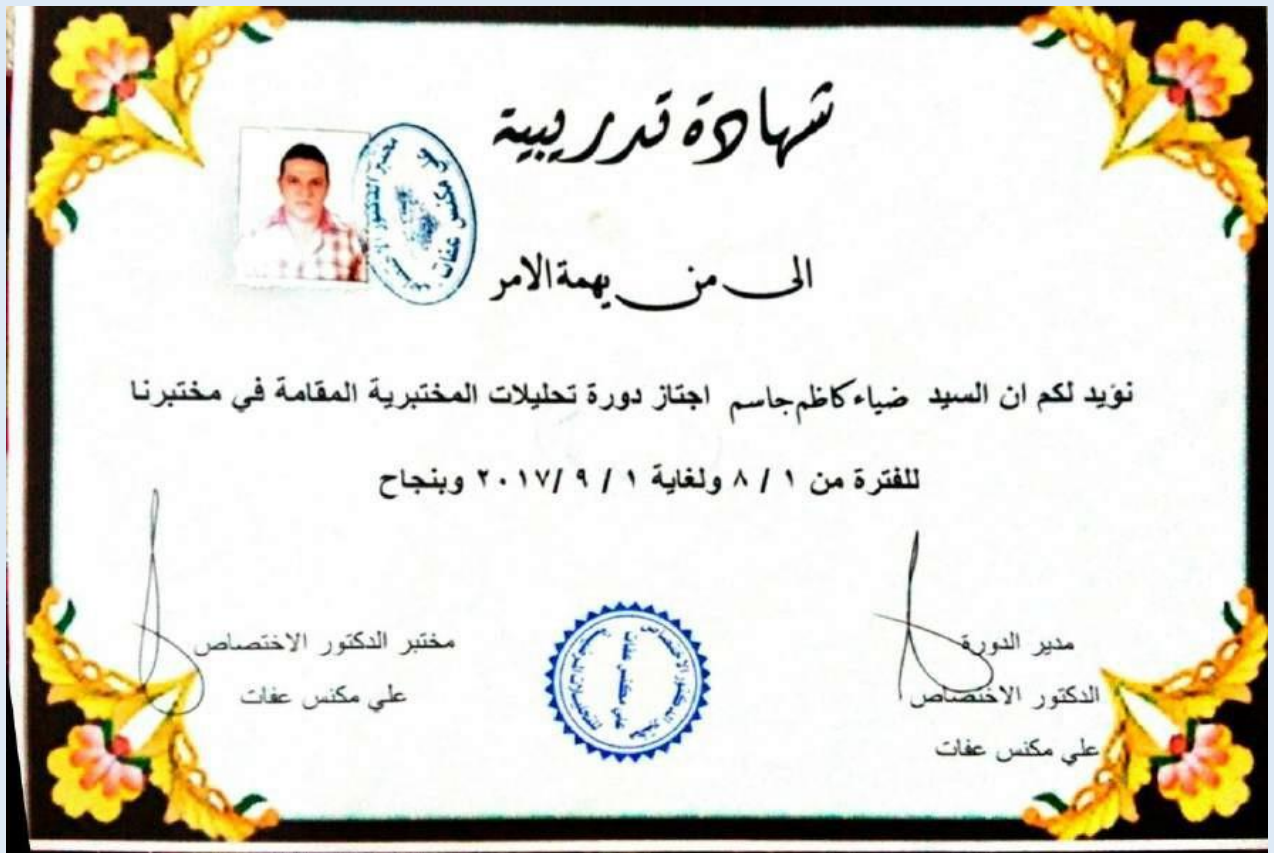 شهادة تدريبية
الى من يهمة الامر
نؤيد لكم ان السيد ضياء كاظم جاسم اجتاز دورة تحليلات المختبرية المقامة في مختبرنا
للفترة من ١ / ٨ ولغاية ١ / ٩ /٢٠١٧ وبنجاح
مدير الدورة
الدكتور الاختصاص
علي مكنس عفات
مختبر الدكتور الاختصاص
علي مكنس عفات